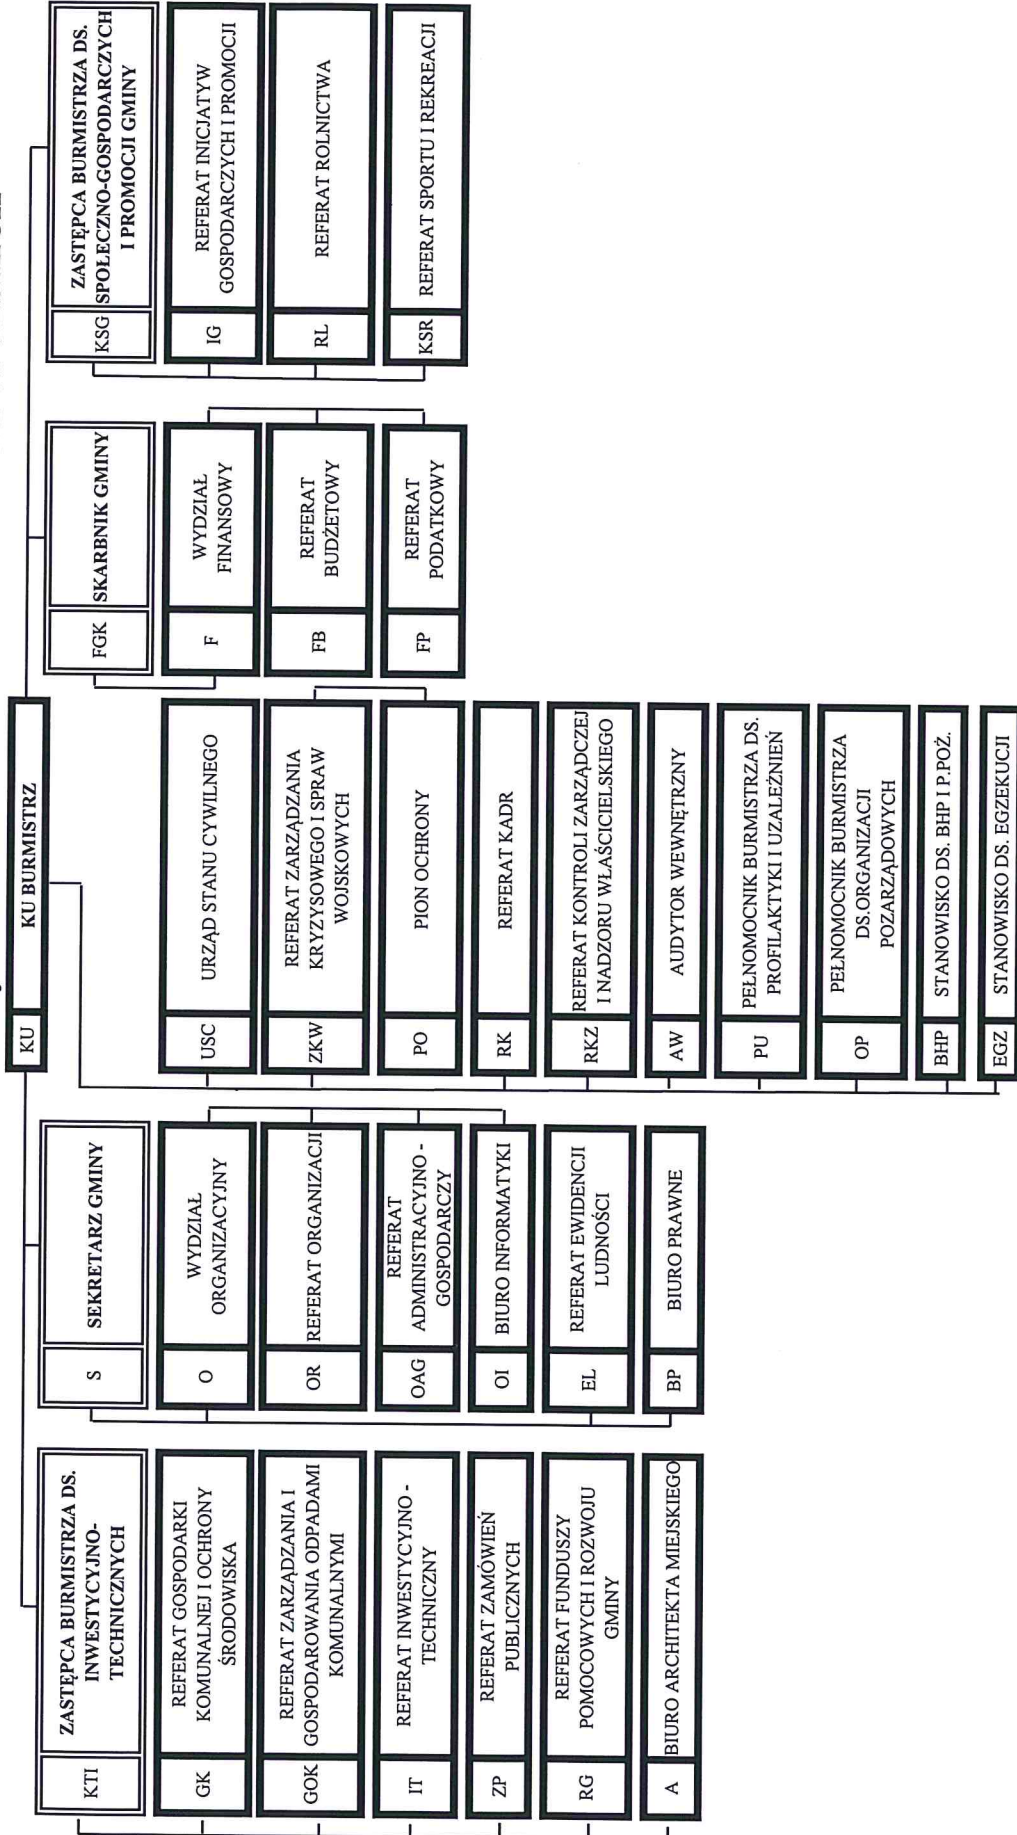 KU
KU BURMISTRZ
KTI
ZASTĘPCA BURMISTRZA DS.
INWESTYCYJNO-
TECHNICZNYCH
GK
REFERAT GOSPODARKI
KOMUNALNEJ I OCHRONY
ŚRODOWISKA
GOK
REFERAT ZARZĄDZANIA I
GOSPODAROWANIA ODPADAMI
KOMUNALNYMI
IT
REFERAT INWESTYCYJNO -
TECHNICZNY
ZP
REFERAT ZAMÓWIEŃ
PUBLICZNYCH
RG
REFERAT FUNDUSZY
POMOCOWYCH I ROZWOJU
GMINY
A
BIURO ARCHITEKTA MIEJSKIEGO
S
SEKRETARZ GMINY
O
WYDZIAŁ
ORGANIZACYJNY
OR
REFERAT ORGANIZACJI
OAG
REFERAT
ADMINISTRACYJNO -
GOSPODARCZY
OI
BIURO INFORMATYKI
EL
REFERAT EWIDENCJI
LUDNOŚCI
BP
BIURO PRAWNE
USC
URZĄD STANU CYWILNEGO
ZKW
REFERAT ZARZĄDZANIA
KRYZYSOWEGO I SPRAW
WOJSKOWYCH
PO
PION OCHRONY
RK
REFERAT KADR
RKZ
REFERAT KONTROLI ZARZĄDCZEJ
I NADZORU WŁAŚCICIELSKIEGO
AW
AUDYTOR WEWNĘTRZNY
PU
PEŁNOMOCNIK BURMISTRZA DS.
PROFILAKTYKI I UZALEŻNIEŃ
OP
PEŁNOMOCNIK BURMISTRZA
DS.ORGANIZACJI
POZARZĄDOWYCH
BHP
STANOWISKO DS. BHP I P.POŻ.
EGZ
STANOWISKO DS. EGZEKUCJI
FGK
SKARBNIK GMINY
F
WYDZIAŁ
FINANSOWY
FB
REFERAT
BUDŻETOWY
FP
REFERAT
PODATKOWY
KSG
ZASTĘPCA BURMISTRZA DS.
SPOŁECZNO-GOSPODARCZYCH
I PROMOCJI GMINY
IG
REFERAT INICJATYW
GOSPODARCZYCH I PROMOCJI
RL
REFERAT ROLNICTWA
KSR
REFERAT SPORTU I REKREACJI